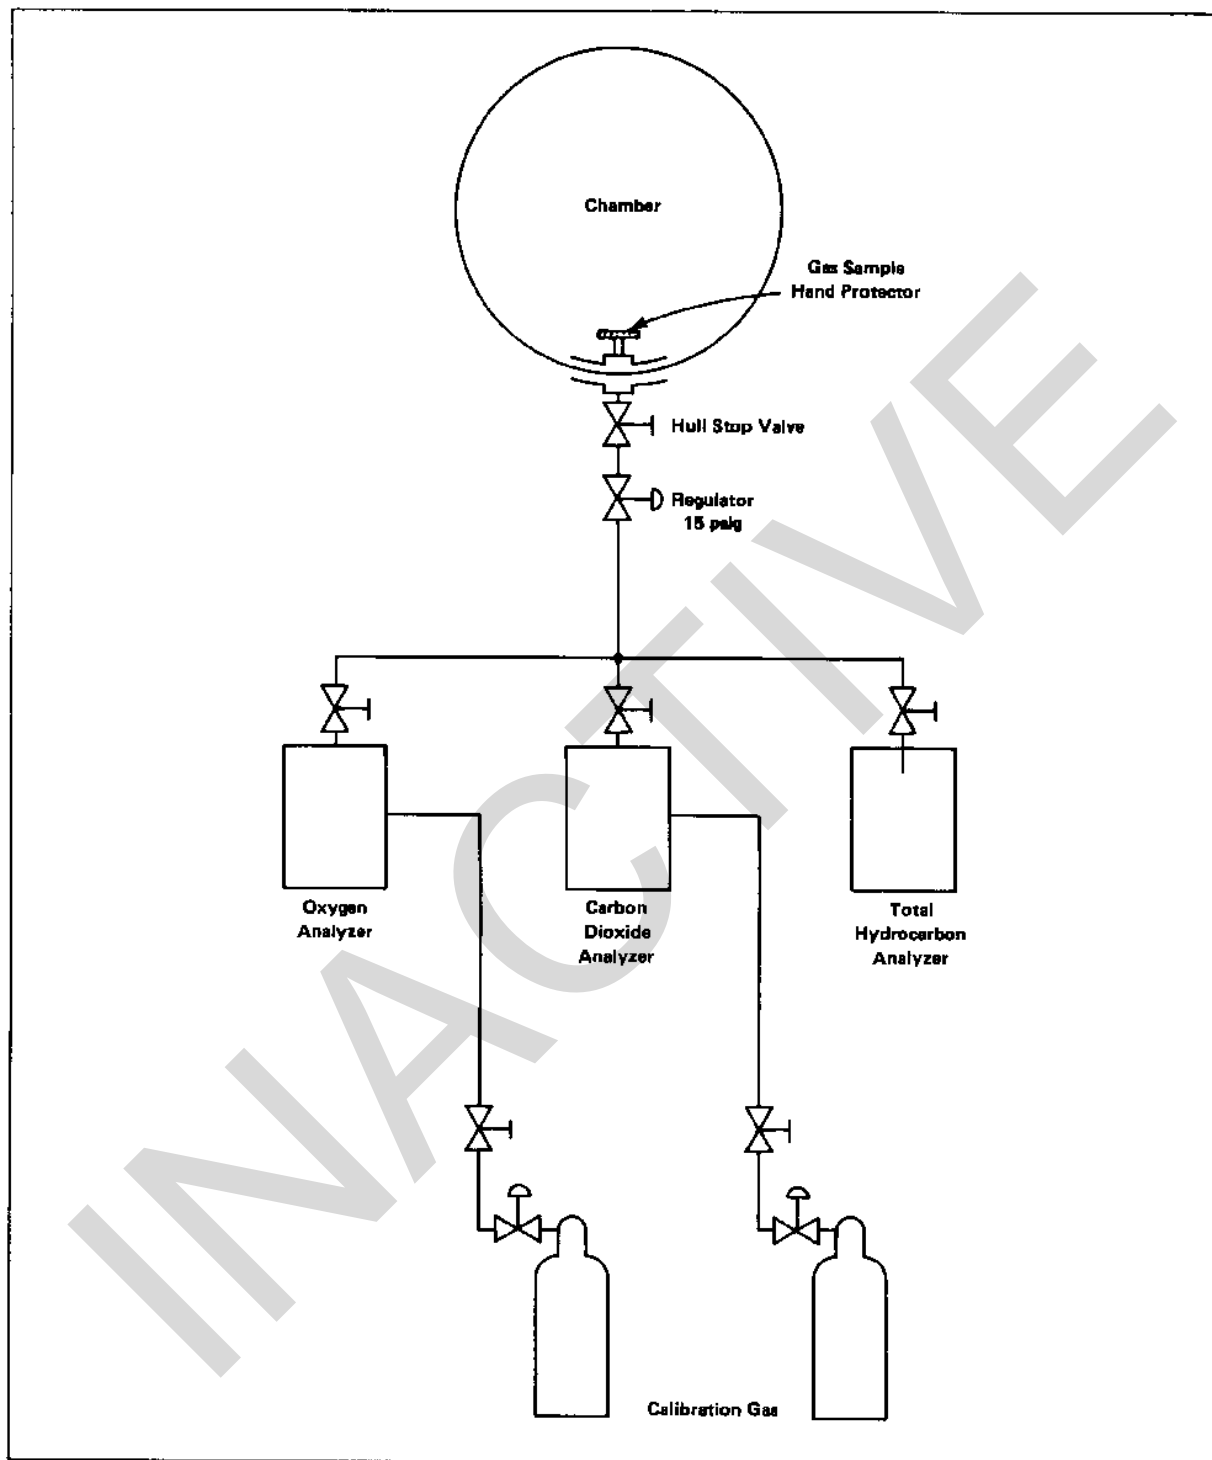 Chamber
Gas Sample
Hand Protector
Hull Stop Valve
Regulator
15 psig
Oxygen
Analyzer
Carbon
Dioxide
Analyzer
Total
Hydrocarbon
Analyzer
Calibration Gas
INACTIVE